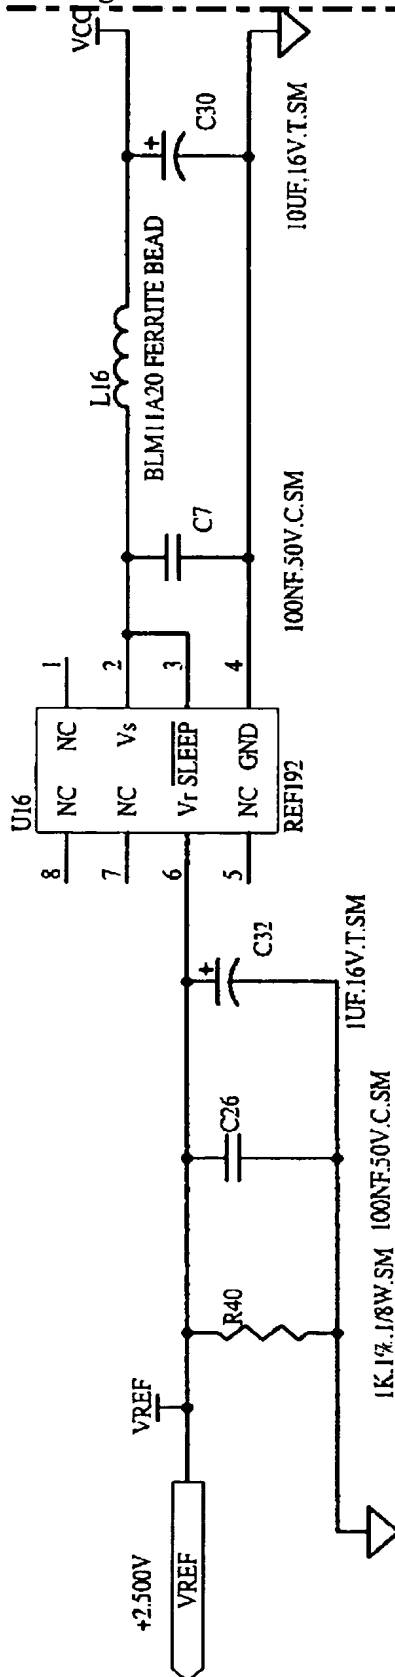 +2.500V
VREF
VREF
R40
1K.1%.1/8W.SM
C26
100NF.50V.C.SM
C32
1UF.16V.T.SM
U16
8 NC NC 1
7 NC Vs 2
6 Vr SLEEP 3
5 NC GND 4
REF192
C7
100NF.50V.C.SM
L16
BLM11A20 FERRITE BEAD
+
C30
10UF.16V.T.SM
+
VCC